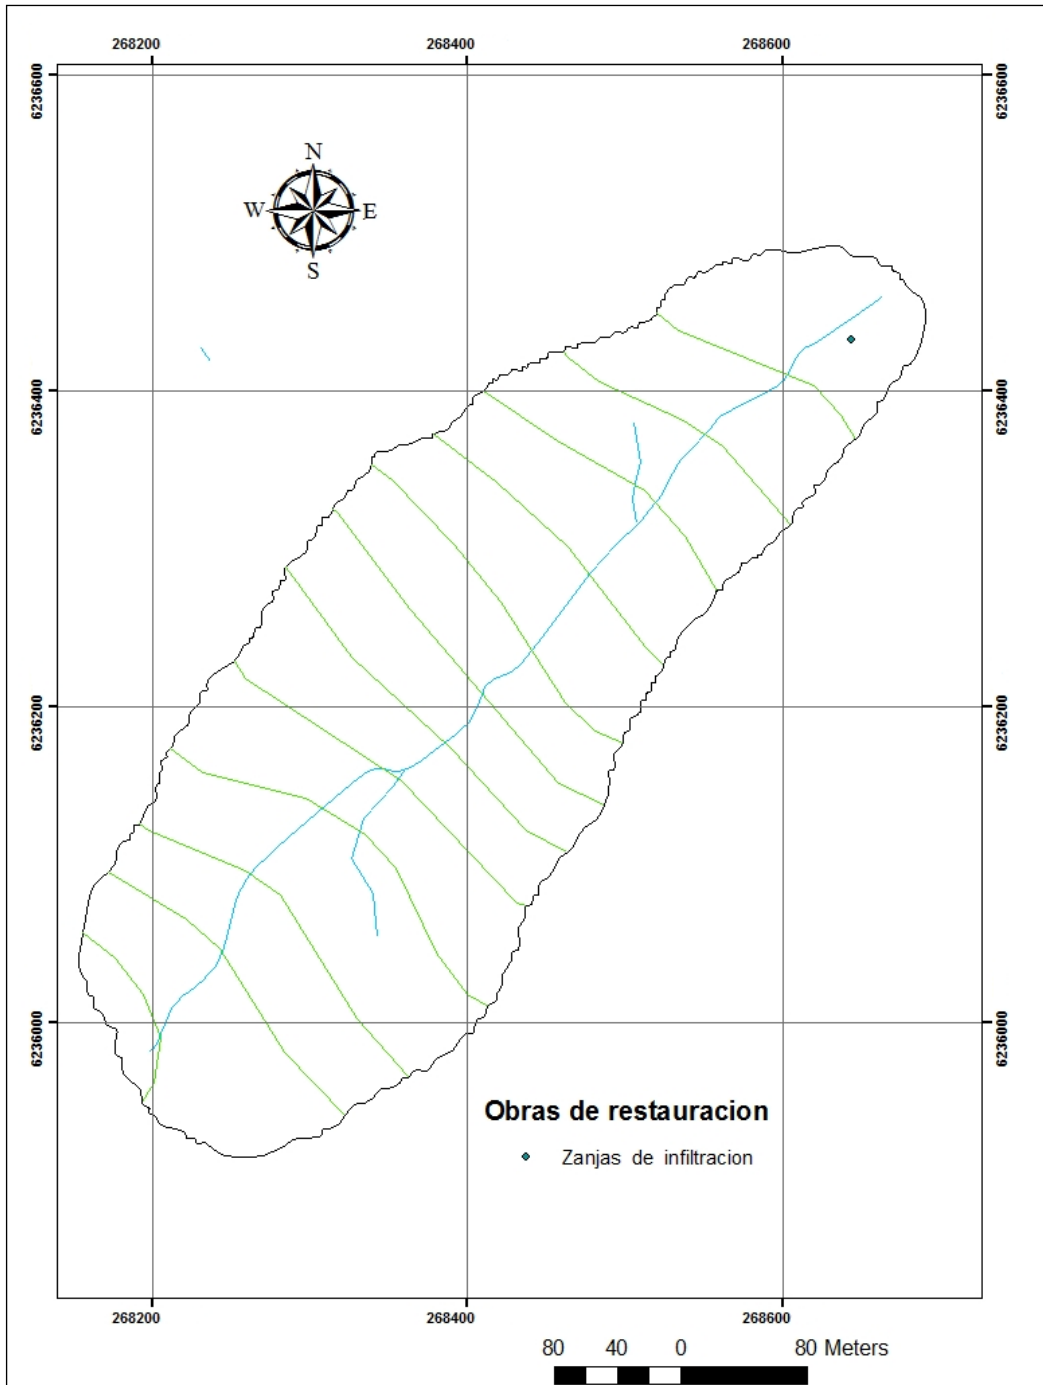 268200 268400 268600
6236600 6236600
N
W E
S
6236400 6236400
6236200 6236200
6236000 6236000
Obras de restauracion
Zanjas de infiltracion
268200 268400 268600
80 40 0 80 Meters